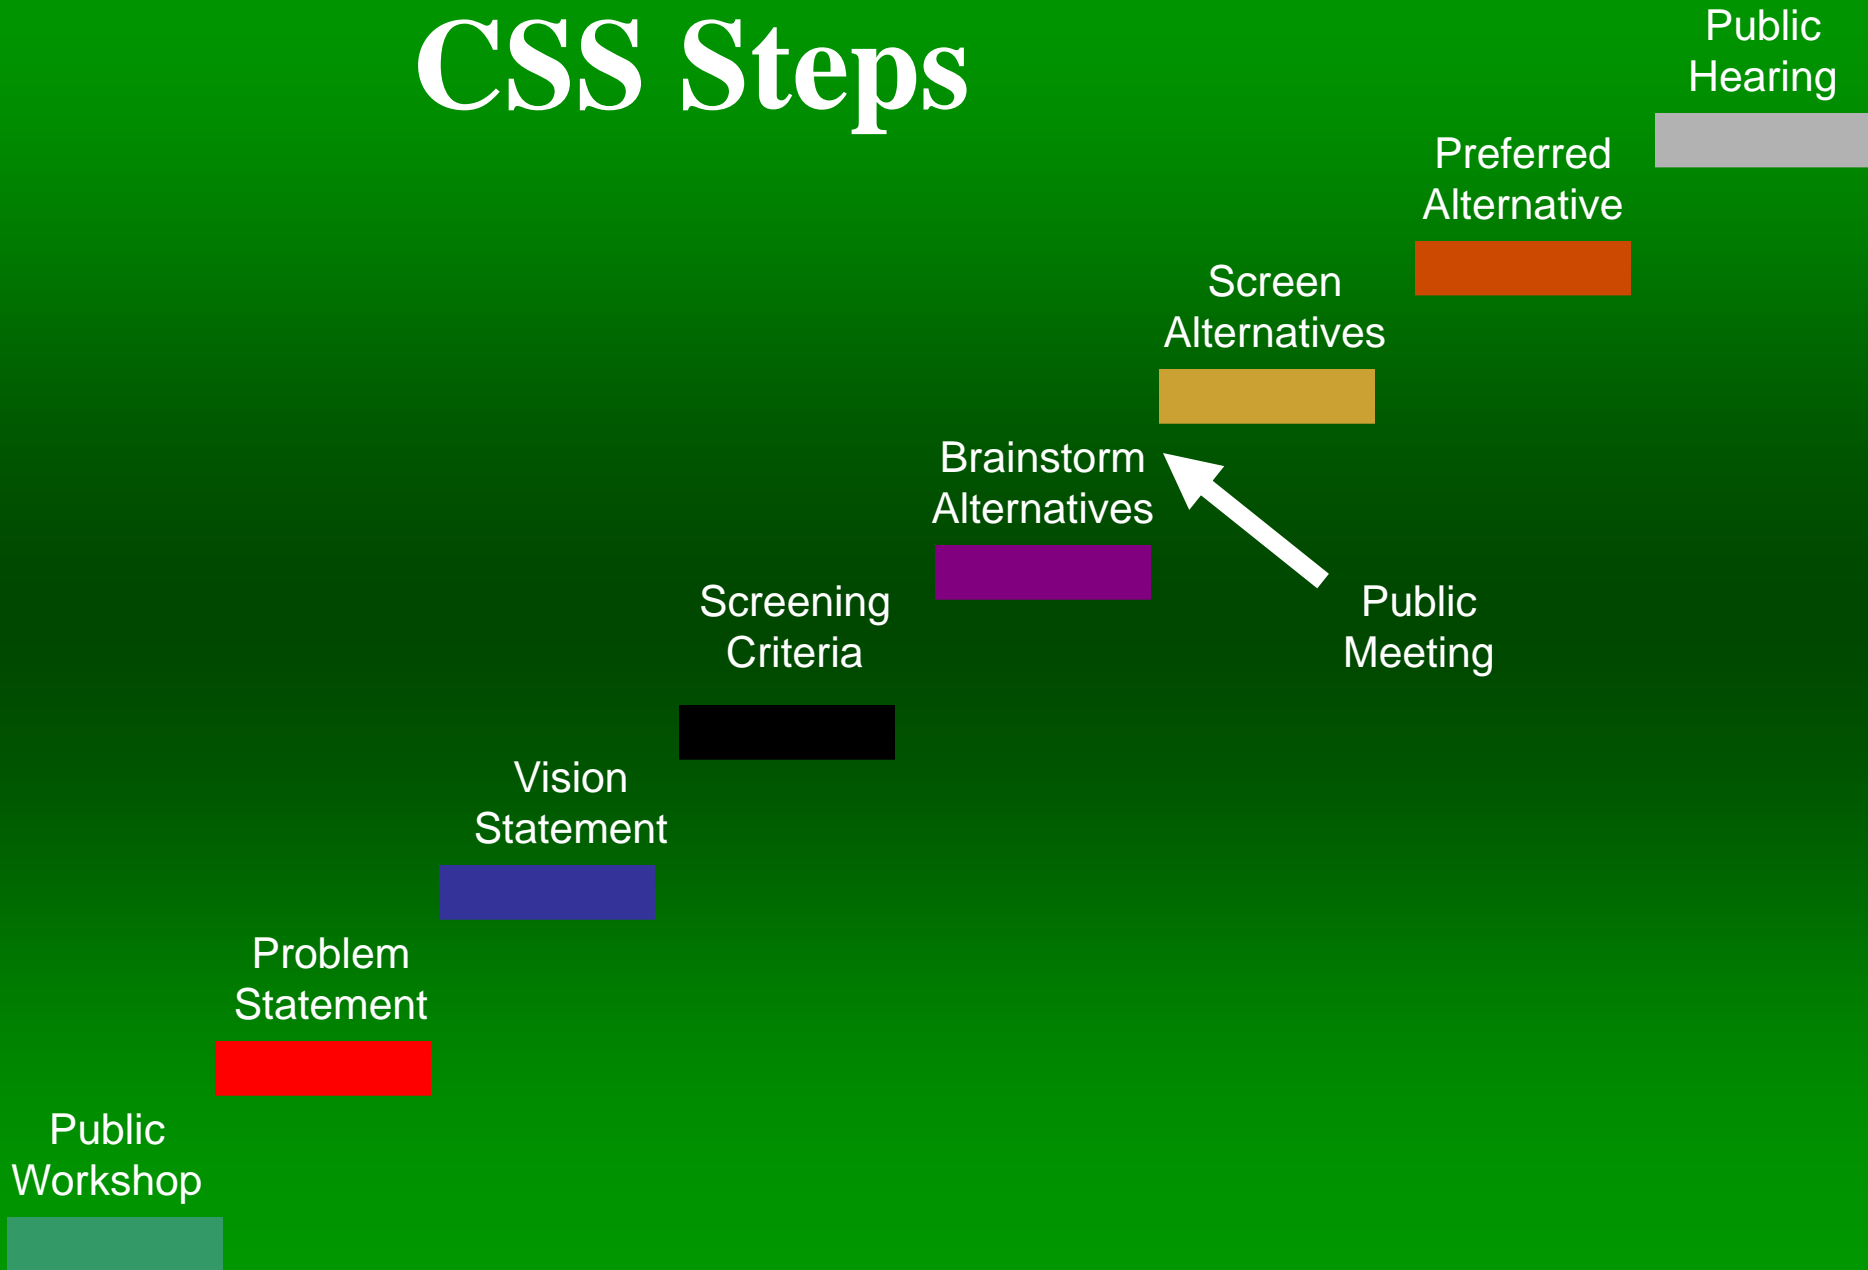 CSS Steps
Public
Hearing
Preferred
Alternative
Screen
Alternatives
Brainstorm
Alternatives
Public
Meeting
Screening
Criteria
Vision
Statement
Problem
Statement
Public
Workshop